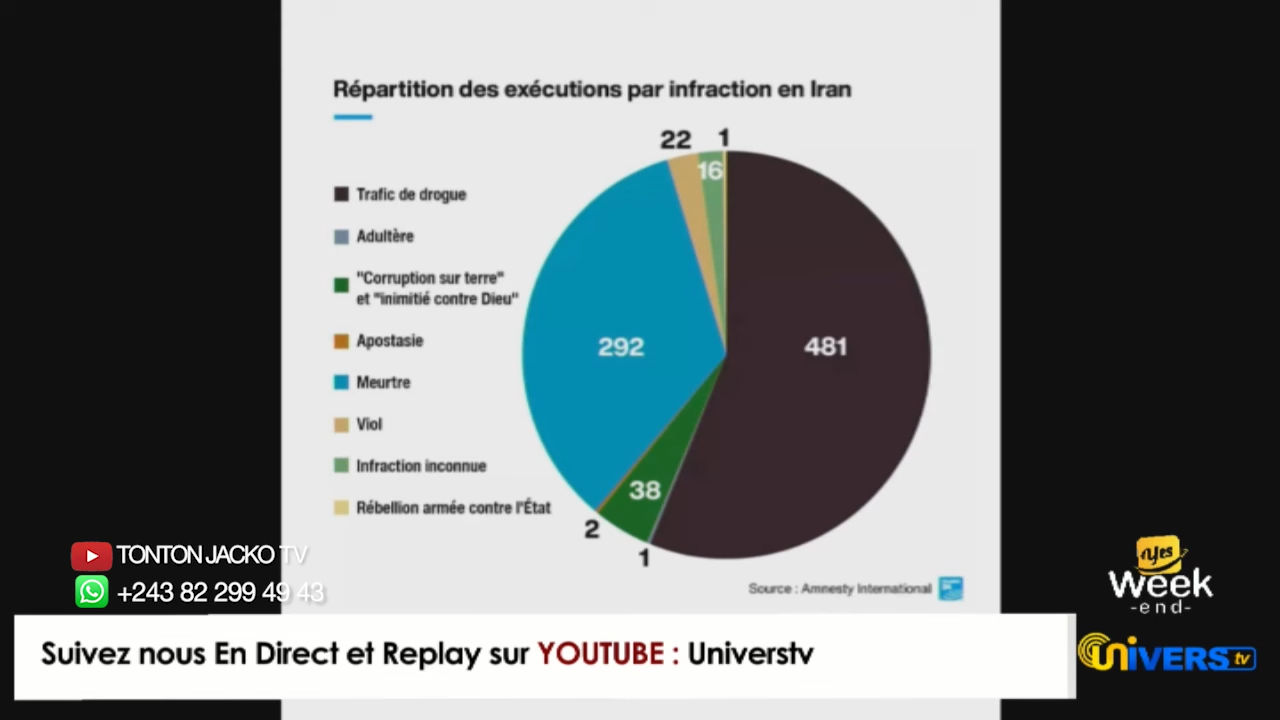 Répartition des exécutions par infraction en Iran
22
1
16
Trafic de drogue
Adultère
"Corruption sur terre"
et "inimitié contre Dieu"
Apostasie
Meurtre
Viol
Infraction inconnue
Rébellion armée contre l'État
292
481
38
2
1
Source : Amnesty International
TONTON JACKO TV
+243 82 299 49 43
Yes
Week
-end-
Suivez nous En Direct et Replay sur YOUTUBE : Universtv
UNIVERS tv